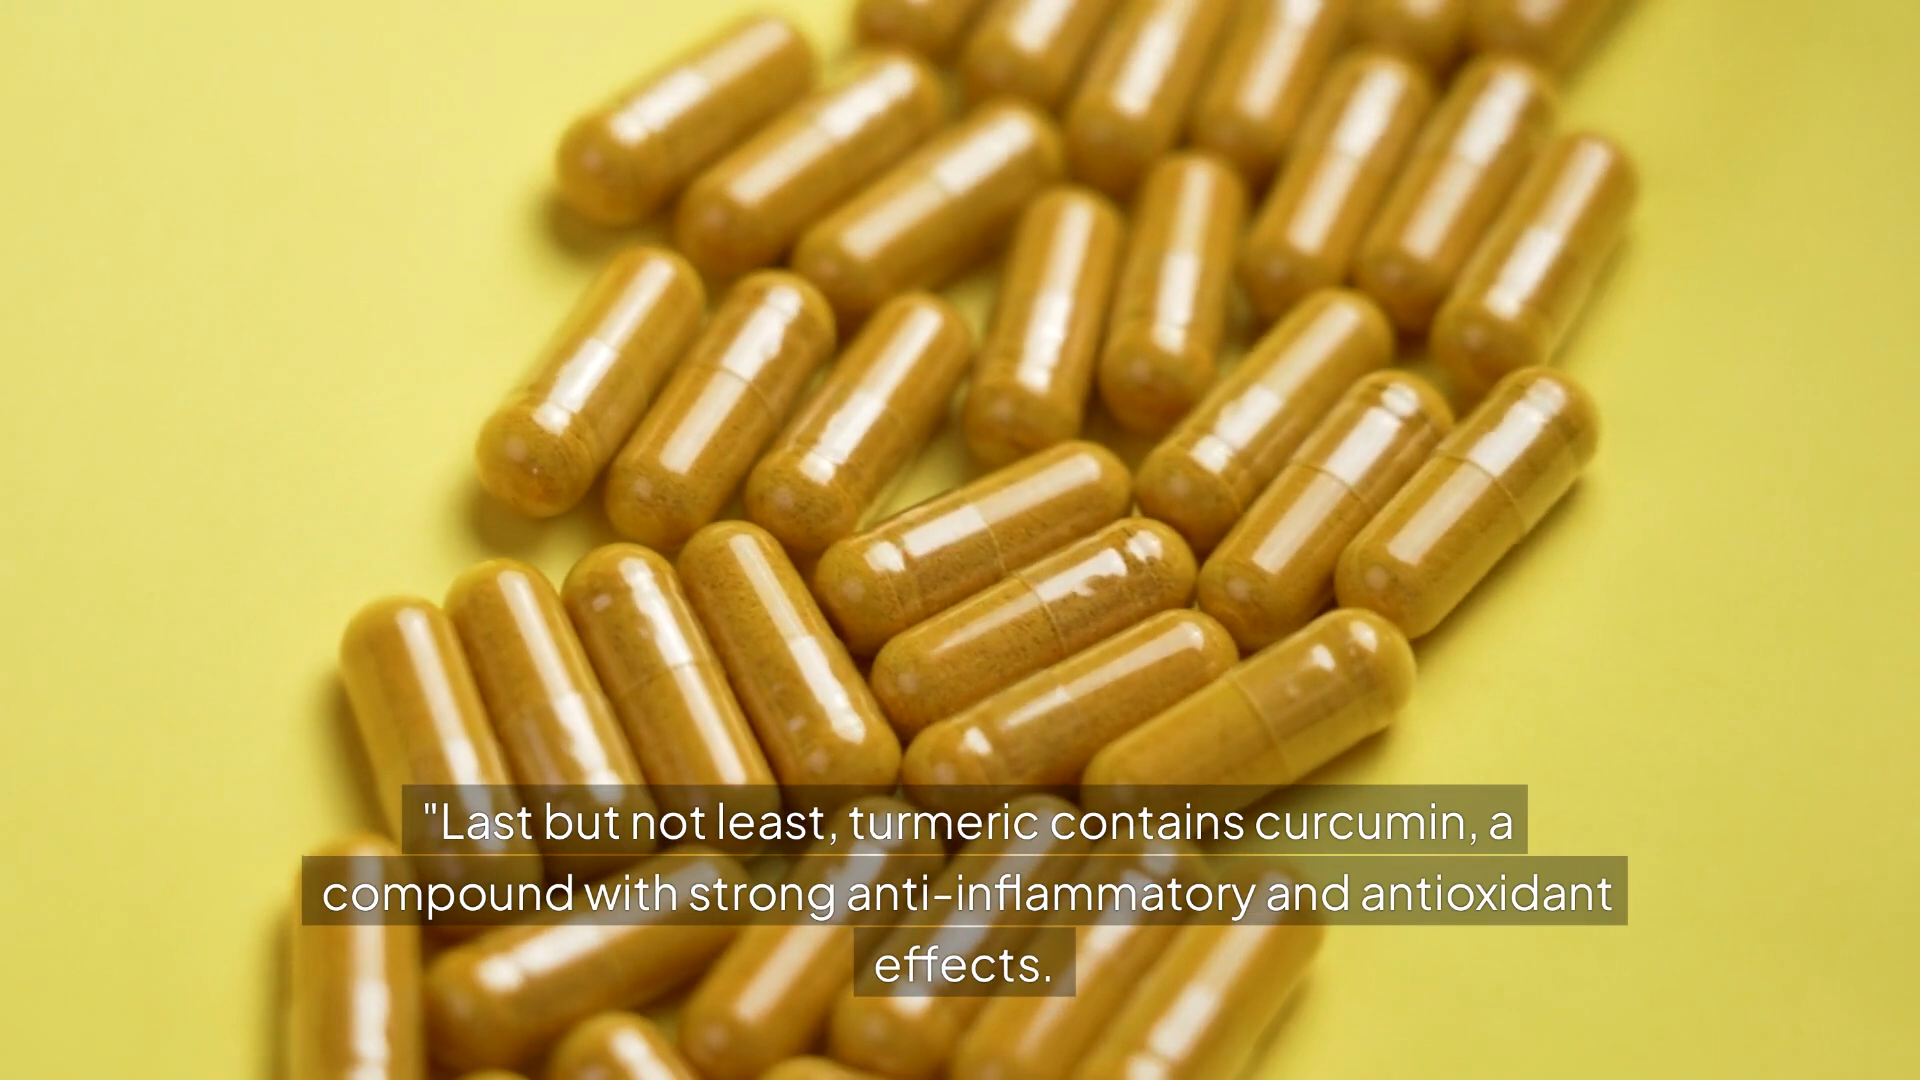 "Last but not least, turmeric contains curcumin, a
compound with strong anti-inflammatory and antioxidant
effects.